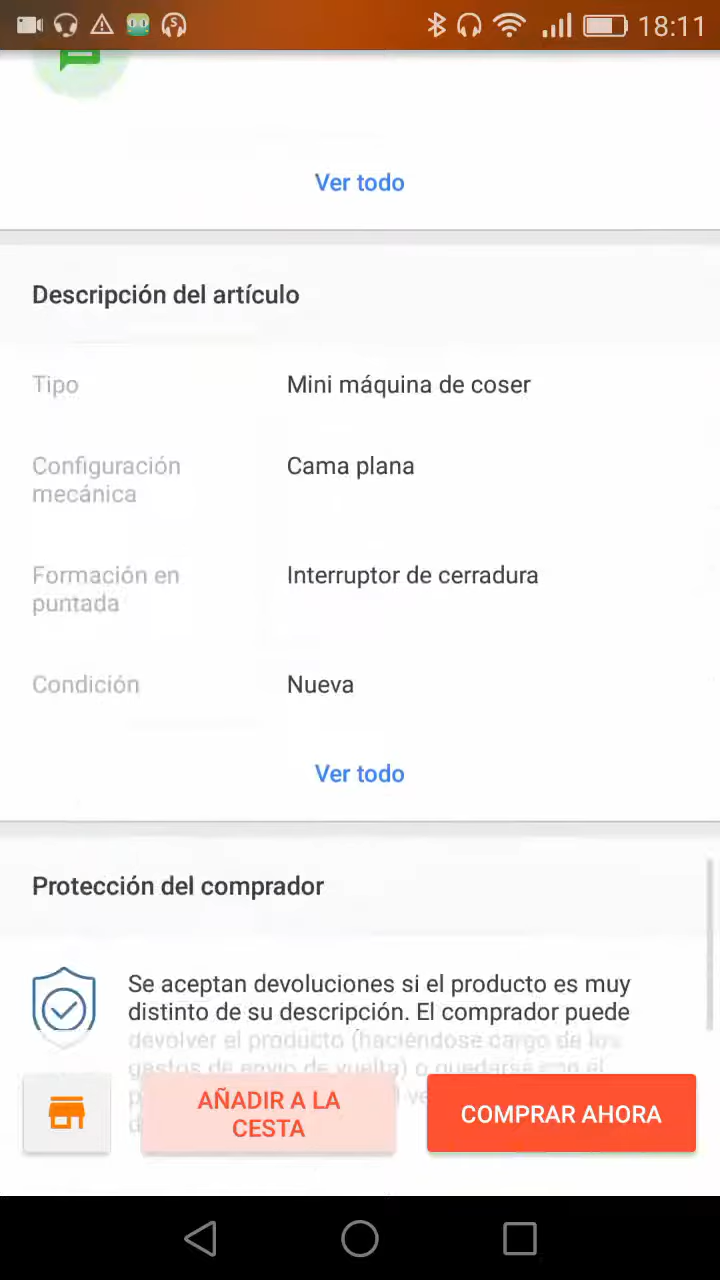 18:11
Ver todo
Descripción del artículo
Tipo
Mini máquina de coser
Configuración
mecánica
Cama plana
Formación en
puntada
Interruptor de cerradura
Condición
Nueva
Ver todo
Protección del comprador
Se aceptan devoluciones si el producto es muy
distinto de su descripción. El comprador puede
devolver el producto (haciéndose cargo de los
gastos de envío de vuelta) o quedarse con él
AÑADIR A LA
CESTA
COMPRAR AHORA